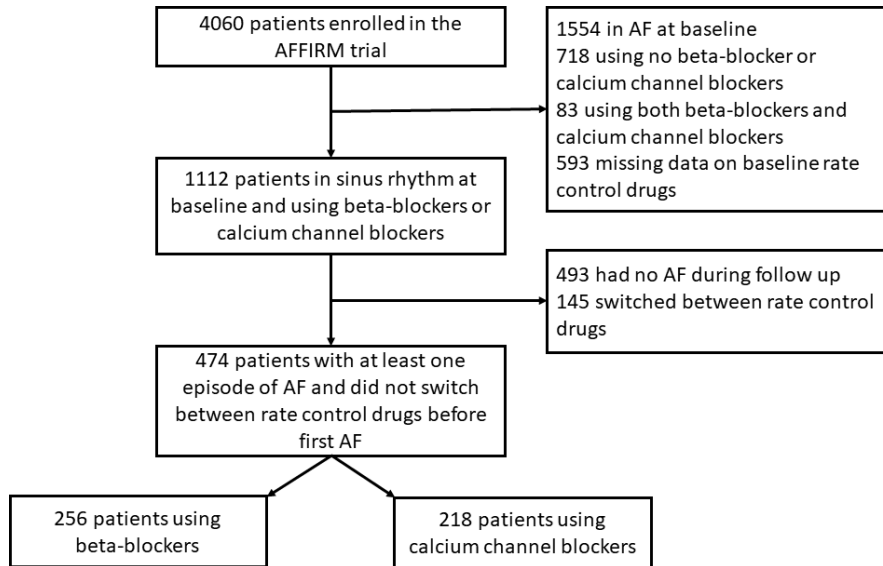 4060 patients enrolled in the
AFFIRM trial
1554 in AF at baseline
718 using no beta-blocker or
calcium channel blockers
83 using both beta-blockers and
calcium channel blockers
593 missing data on baseline rate
control drugs
1112 patients in sinus rhythm at
baseline and using beta-blockers or
calcium channel blockers
493 had no AF during follow up
145 switched between rate control
drugs
474 patients with at least one
episode of AF and did not switch
between rate control drugs before
first AF
256 patients using
beta-blockers
218 patients using
calcium channel blockers